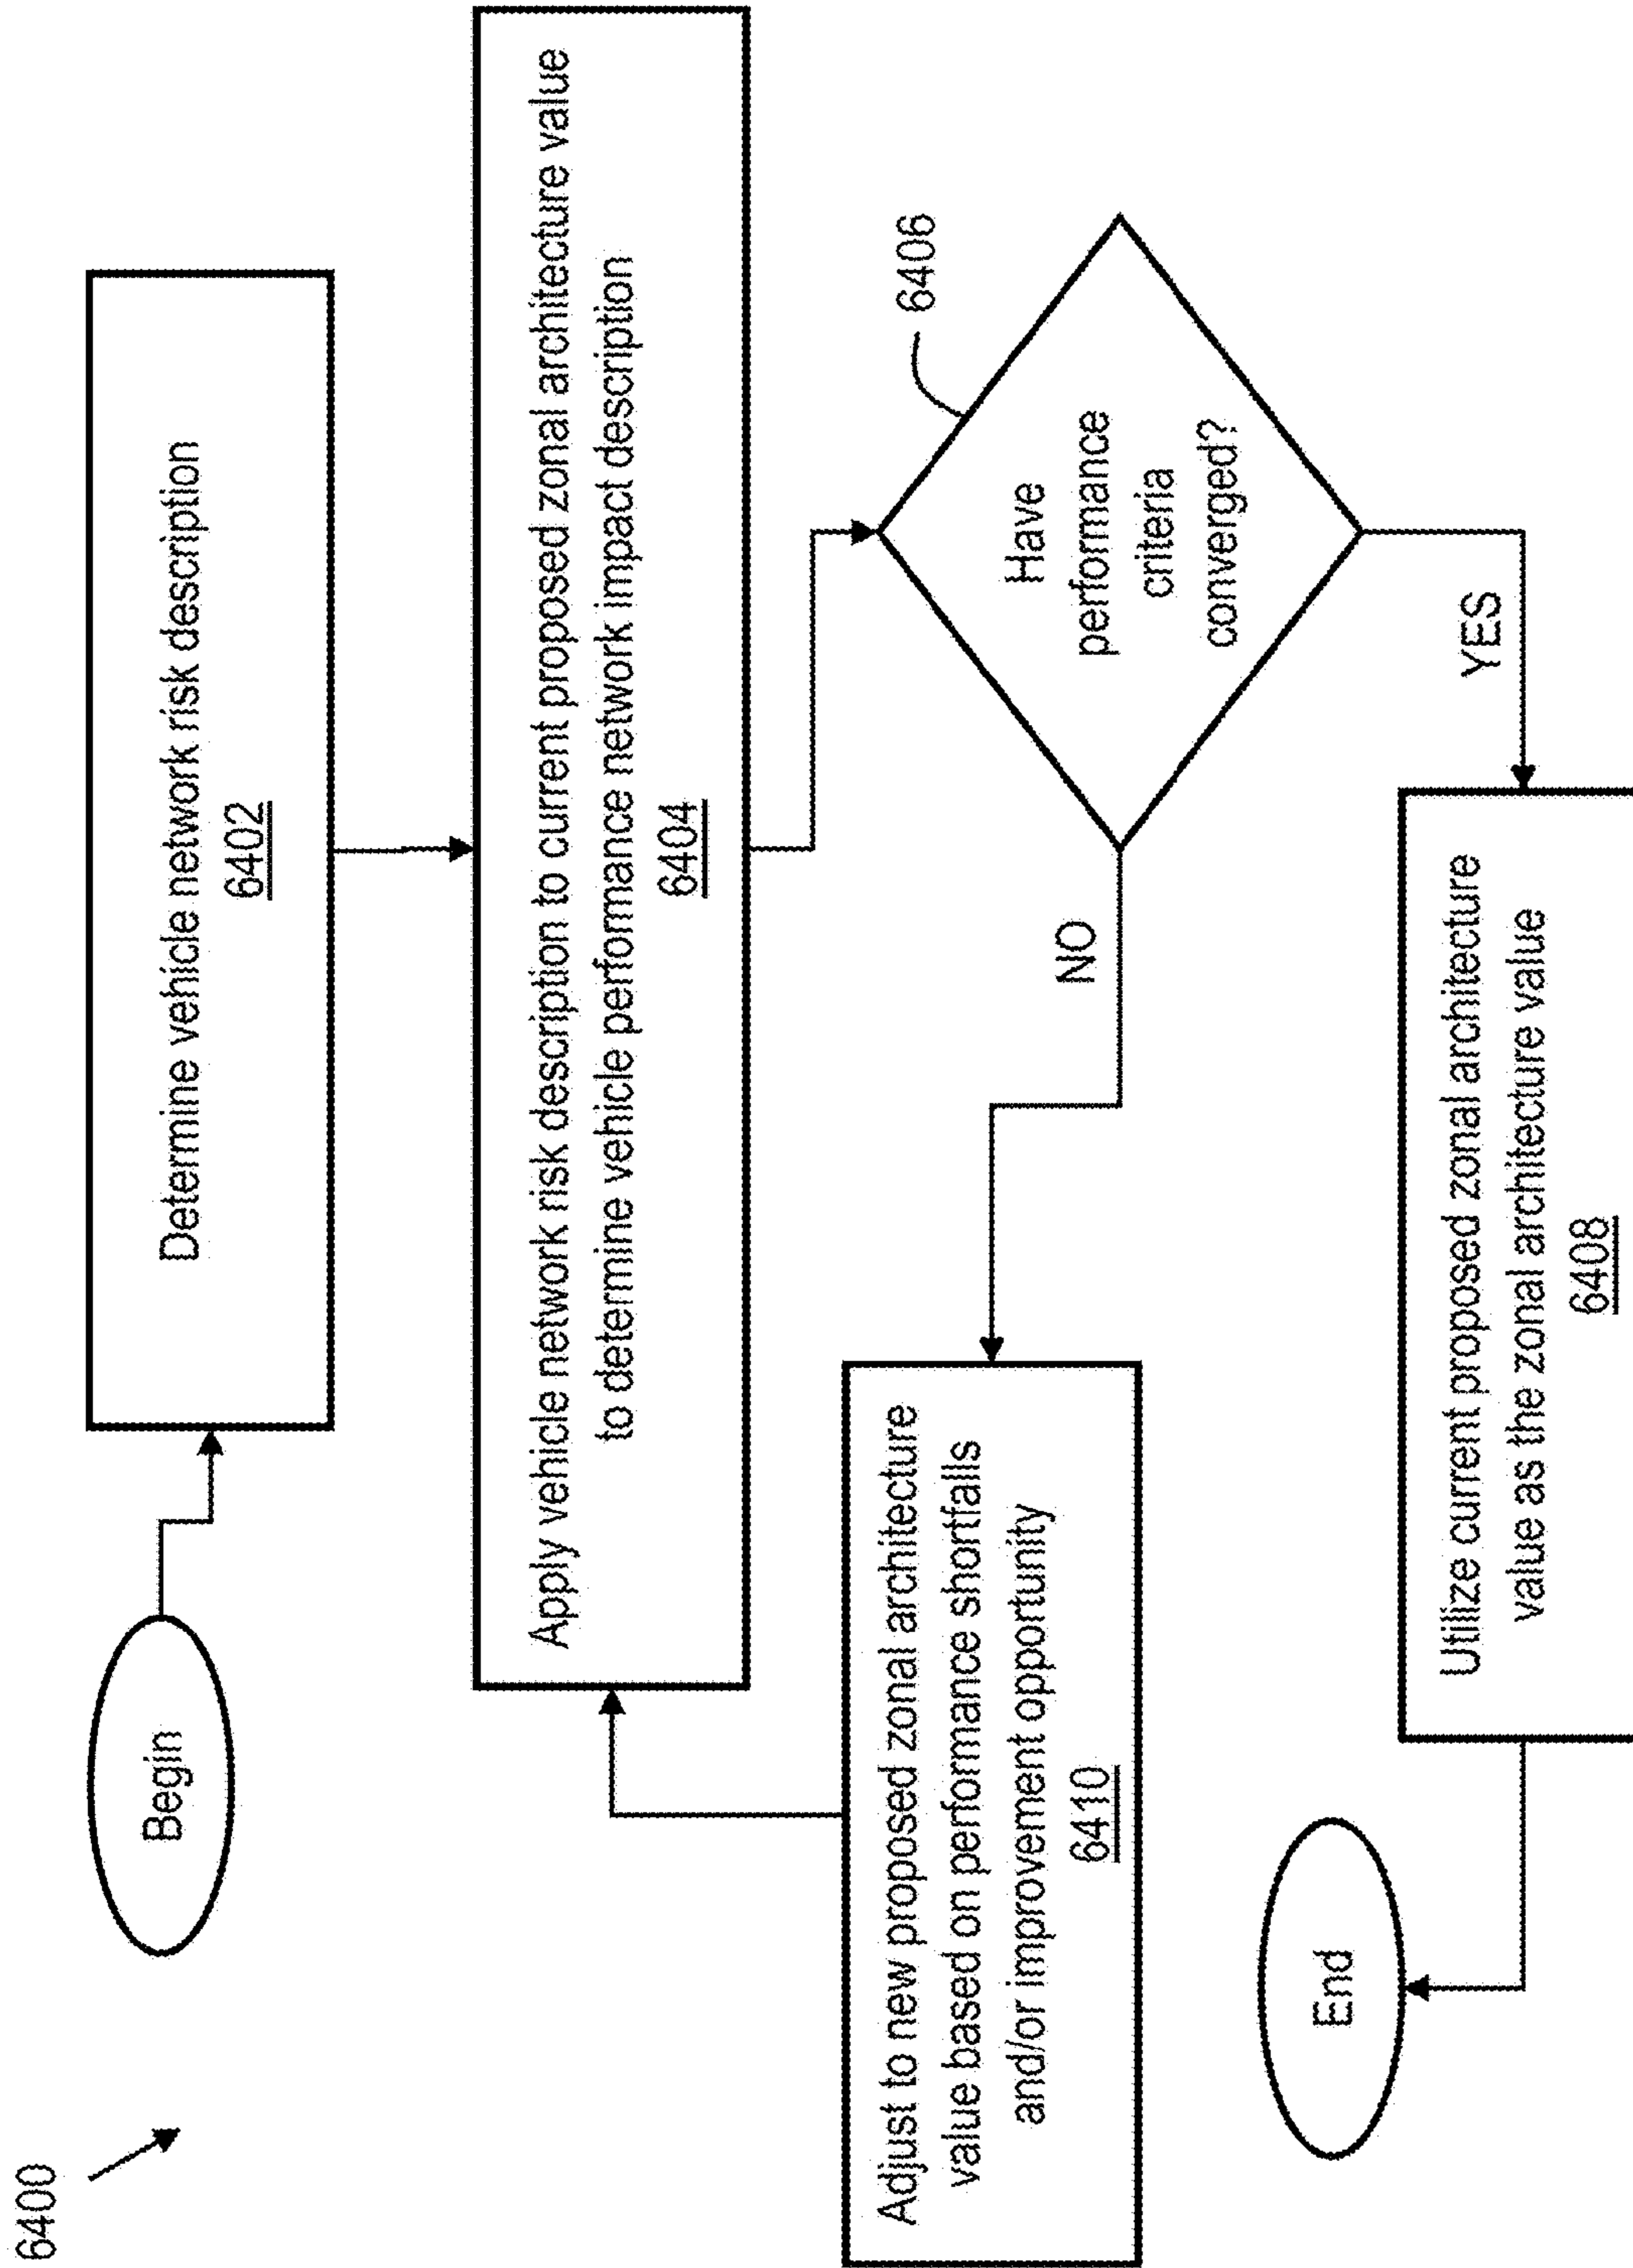 6400
Begin
Determine vehicle network risk description
6402
Apply vehicle network risk description to current proposed zonal architecture value
to determine vehicle performance network impact description
6404
6406
Have
performance
criteria
converged?
NO
YES
Adjust to new proposed zonal architecture
value based on performance shortfalls
and/or improvement opportunity
6410
Utilize current proposed zonal architecture
value as the zonal architecture value
6408
End